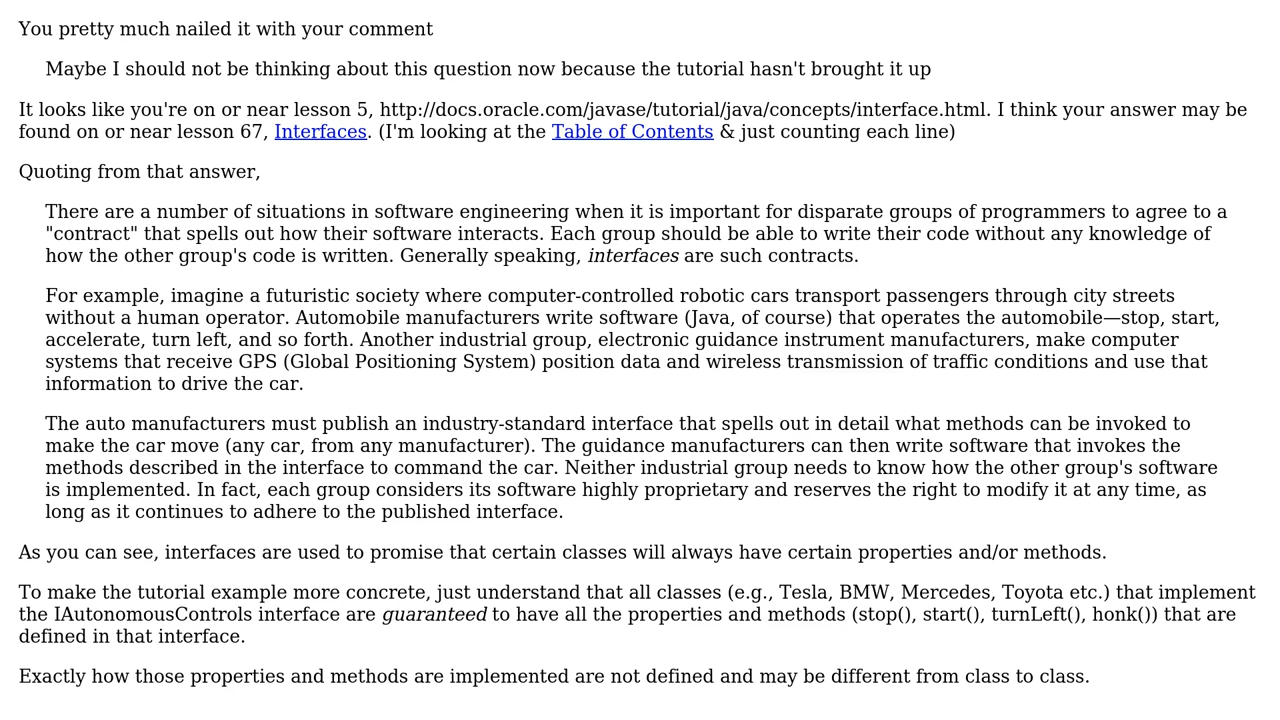 You pretty much nailed it with your comment
Maybe I should not be thinking about this question now because the tutorial hasn't brought it up
It looks like you're on or near lesson 5, http://docs.oracle.com/javase/tutorial/java/concepts/interface.html. I think your answer may be
found on or near lesson 67, Interfaces. (I'm looking at the Table of Contents & just counting each line)
Quoting from that answer,
There are a number of situations in software engineering when it is important for disparate groups of programmers to agree to a
"contract" that spells out how their software interacts. Each group should be able to write their code without any knowledge of
how the other group's code is written. Generally speaking, interfaces are such contracts.
For example, imagine a futuristic society where computer-controlled robotic cars transport passengers through city streets
without a human operator. Automobile manufacturers write software (Java, of course) that operates the automobile—stop, start,
accelerate, turn left, and so forth. Another industrial group, electronic guidance instrument manufacturers, make computer
systems that receive GPS (Global Positioning System) position data and wireless transmission of traffic conditions and use that
information to drive the car.
The auto manufacturers must publish an industry-standard interface that spells out in detail what methods can be invoked to
make the car move (any car, from any manufacturer). The guidance manufacturers can then write software that invokes the
methods described in the interface to command the car. Neither industrial group needs to know how the other group's software
is implemented. In fact, each group considers its software highly proprietary and reserves the right to modify it at any time, as
long as it continues to adhere to the published interface.
As you can see, interfaces are used to promise that certain classes will always have certain properties and/or methods.
To make the tutorial example more concrete, just understand that all classes (e.g., Tesla, BMW, Mercedes, Toyota etc.) that implement
the IAutonomousControls interface are guaranteed to have all the properties and methods (stop(), start(), turnLeft(), honk()) that are
defined in that interface.
Exactly how those properties and methods are implemented are not defined and may be different from class to class.